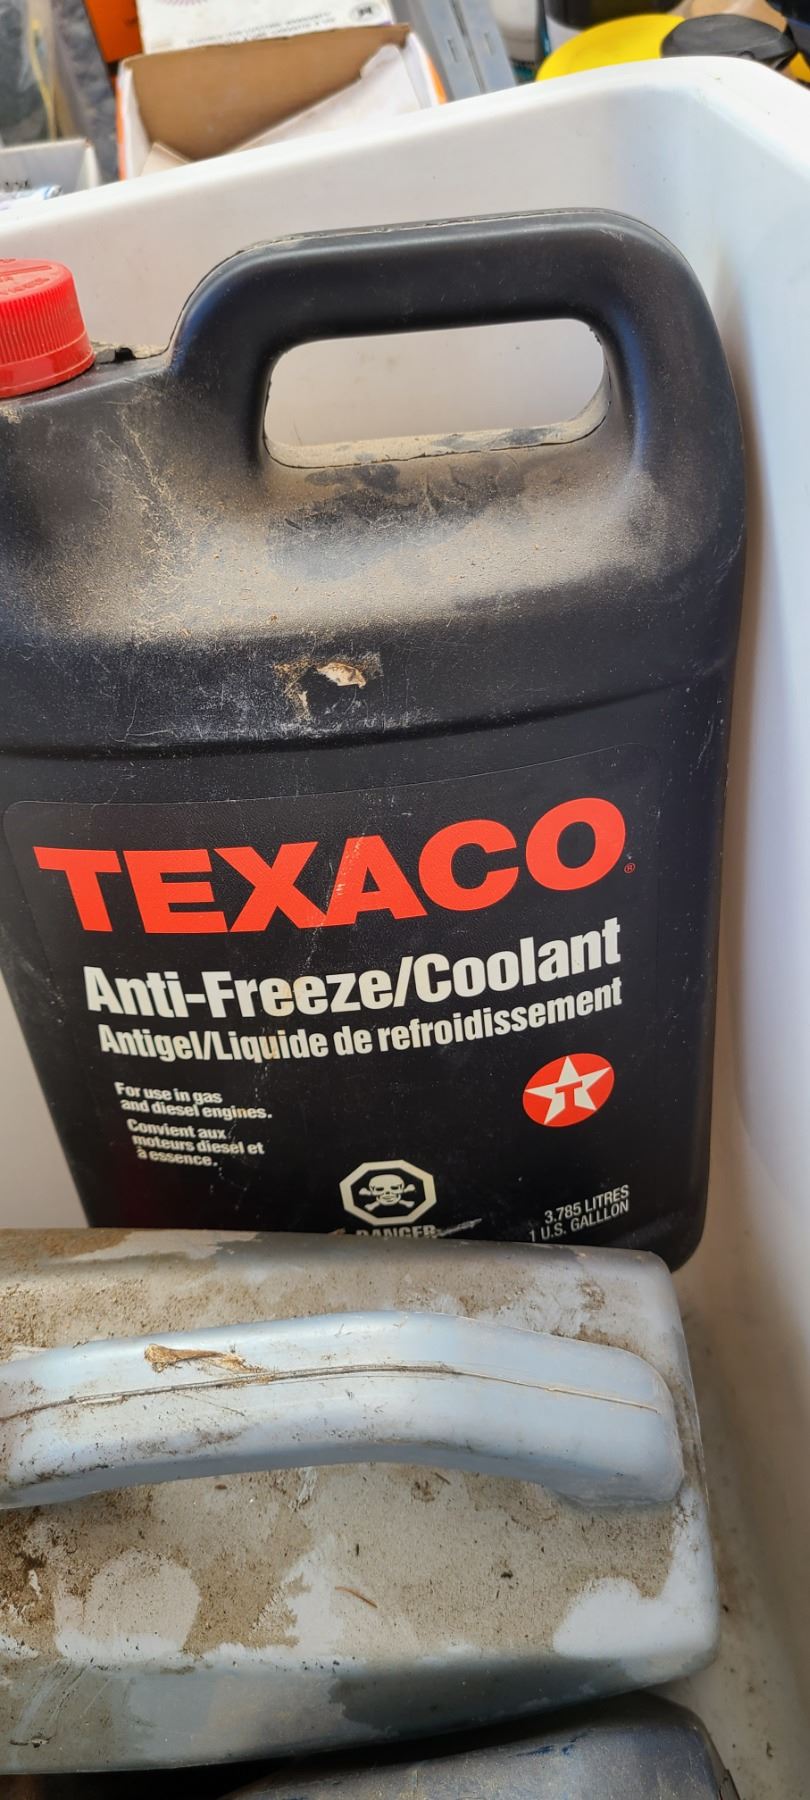 TEXACO®
Anti-Freeze/Coolant
Antigel/Liquide de refroidissement
For use in gas
and diesel engines.
Convient aux
moteurs diesel et
à essence.
T
DANGER
3.785 LITRES
1 U.S. GALLLON